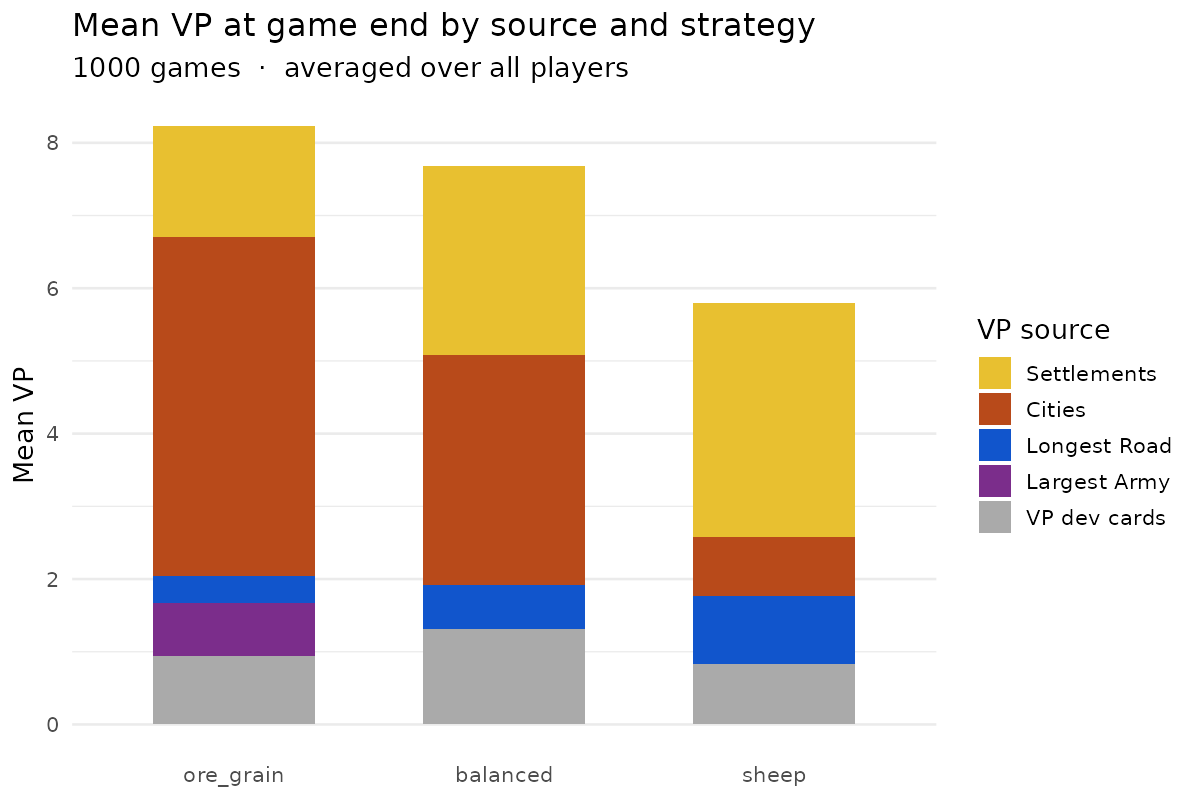 Mean VP at game end by source and strategy
1000 games · averaged over all players
8
6
4
2
0
Mean VP
ore_grain
balanced
sheep
VP source
Settlements
Cities
Longest Road
Largest Army
VP dev cards